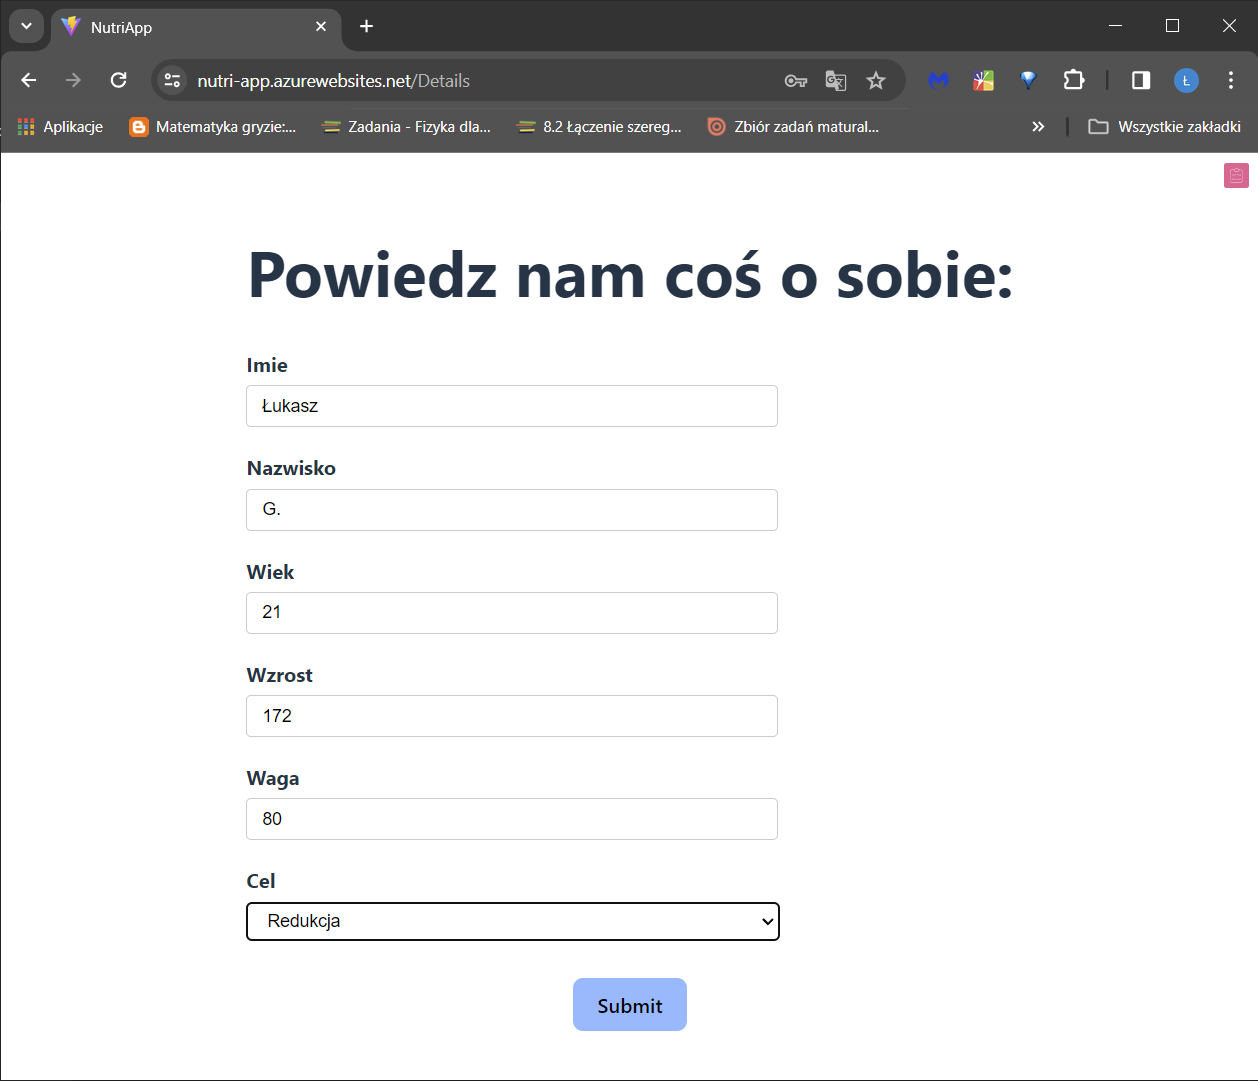 NutriApp
nutri-app.azurewebsites.net/Details
Ł
Aplikacje
Matematyka gryzie:...
Zadania - Fizyka dla...
8.2 Łączenie szereg...
Zbiór zadań matural...
Wszystkie zakładki
Powiedz nam coś o sobie:
Imie
Łukasz
Nazwisko
G.
Wiek
21
Wzrost
172
Waga
80
Cel
Redukcja
Submit